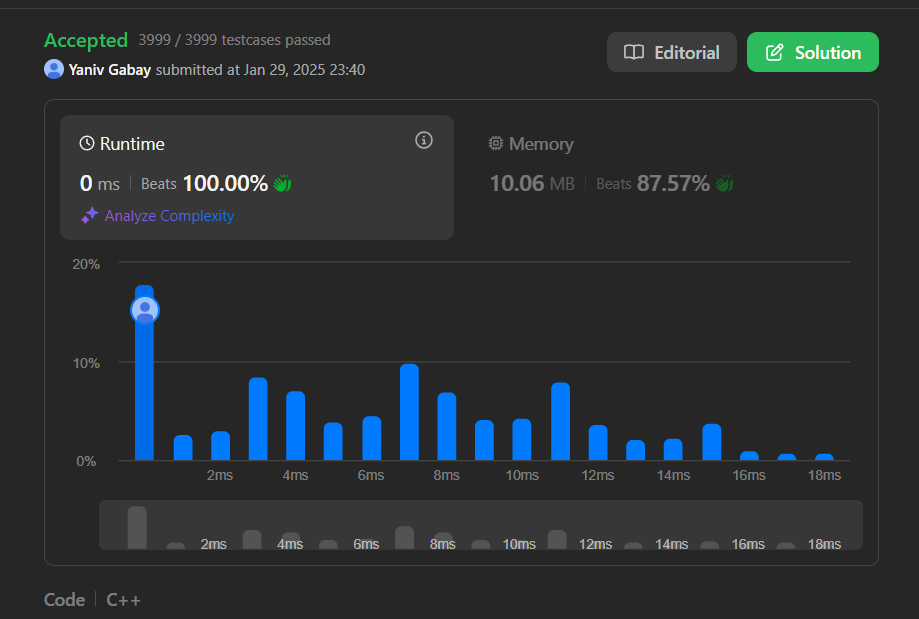 Accepted 3999 / 3999 testcases passed
Editorial
Solution
Yaniv Gabay submitted at Jan 29, 2025 23:40
Runtime
0 ms Beats 100.00%
Analyze Complexity
Memory
10.06 MB Beats 87.57%
20%
10%
0%
2ms 4ms 6ms 8ms 10ms 12ms 14ms 16ms 18ms
2ms 4ms 6ms 8ms 10ms 12ms 14ms 16ms 18ms
Code C++